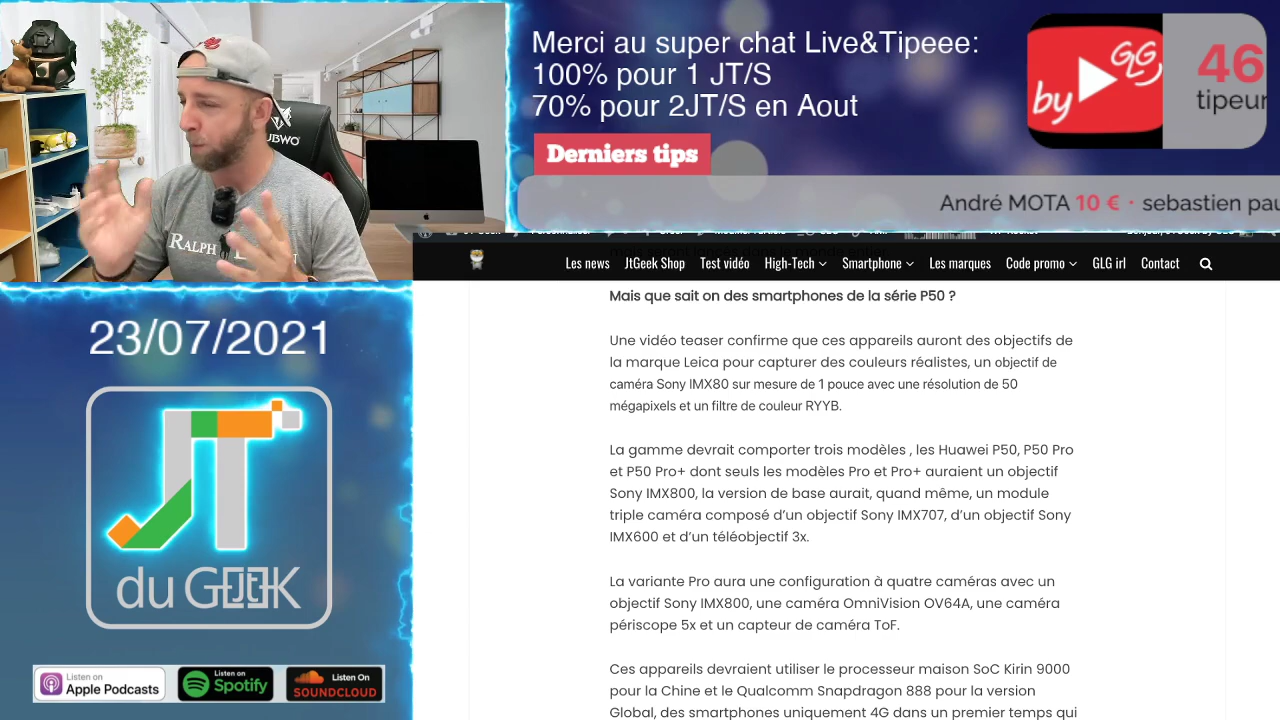 Merci au super chat Live&Tipeee:
100% pour 1 JT/S
70% pour 2JT/S en Aout
Derniers tips
by GLG
46
tipeur
André MOTA 10 € · sebastien pau
RALPH
Les news JtGeek Shop Test vidéo High-Tech Smartphone Les marques Code promo GLG irl Contact
Mais que sait on des smartphones de la série P50 ?
Une vidéo teaser confirme que ces appareils auront des objectifs de
la marque Leica pour capturer des couleurs réalistes, un objectif de
caméra Sony IMX80 sur mesure de 1 pouce avec une résolution de 50
mégapixels et un filtre de couleur RYYB.
La gamme devrait comporter trois modèles , les Huawei P50, P50 Pro
et P50 Pro+ dont seuls les modèles Pro et Pro+ auraient un objectif
Sony IMX800, la version de base aurait, quand même, un module
triple caméra composé d’un objectif Sony IMX707, d’un objectif Sony
IMX600 et d’un téléobjectif 3x.
La variante Pro aura une configuration à quatre caméras avec un
objectif Sony IMX800, une caméra OmniVision OV64A, une caméra
périscope 5x et un capteur de caméra ToF.
Ces appareils devraient utiliser le processeur maison SoC Kirin 9000
pour la Chine et le Qualcomm Snapdragon 888 pour la version
Global, des smartphones uniquement 4G dans un premier temps qui
23/07/2021
JT
du GEEK
Listen on
Apple Podcasts
Listen on
Spotify
Listen On
SOUNDCLOUD